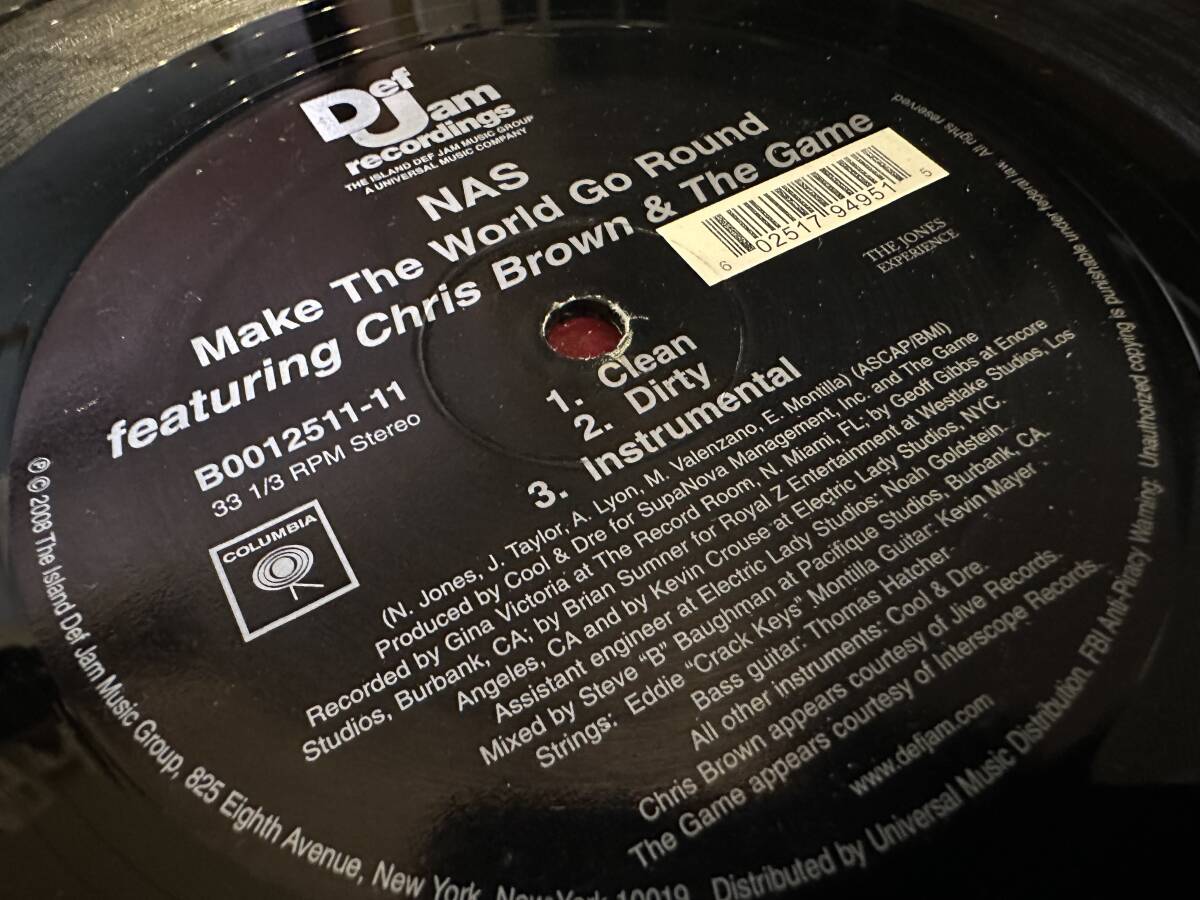 Def Jam
recordings
THE ISLAND DEF JAM MUSIC GROUP
A UNIVERSAL MUSIC COMPANY
NAS
Make The World Go Round
featuring Chris Brown & The Game
6 02517 94951 5
THE JONES
EXPERIENCE
B0012511-11
33 1/3 RPM Stereo
COLUMBIA
1. Clean
2. Dirty
3. Instrumental
(N. Jones, J. Taylor, A. Lyon, M. Valenzano, E. Montilla) (ASCAP/BMI)
Produced by Cool & Dre for SupaNova Management, Inc. and The Game
Recorded by Gina Victoria at The Record Room, N. Miami, FL, by Geoff Gibbs at Encore
Studios, Burbank, CA; by Brian Sumner for Royal Z Entertainment at Westlake Studios, Los
Angeles, CA and by Kevin Crouse at Electric Lady Studios, NYC.
Assistant engineer at Electric Lady Studios: Noah Goldstein.
Mixed by Steve "B" Baughman at Pacifique Studios, Burbank, CA.
Strings: Eddie "Crack Keys" Montilla Guitar: Kevin Mayer
Bass guitar: Thomas Hatcher.
All other instruments: Cool & Dre.
Chris Brown appears courtesy of Jive Records.
The Game appears courtesy of Interscope Records.
www.defjam.com
℗ © 2008 The Island Def Jam Music Group, 825 Eighth Avenue, New York, New York 10019. Distributed by Universal Music Distribution. FBI Anti-Piracy Warning: Unauthorized copying is punishable under federal law. All rights reserved